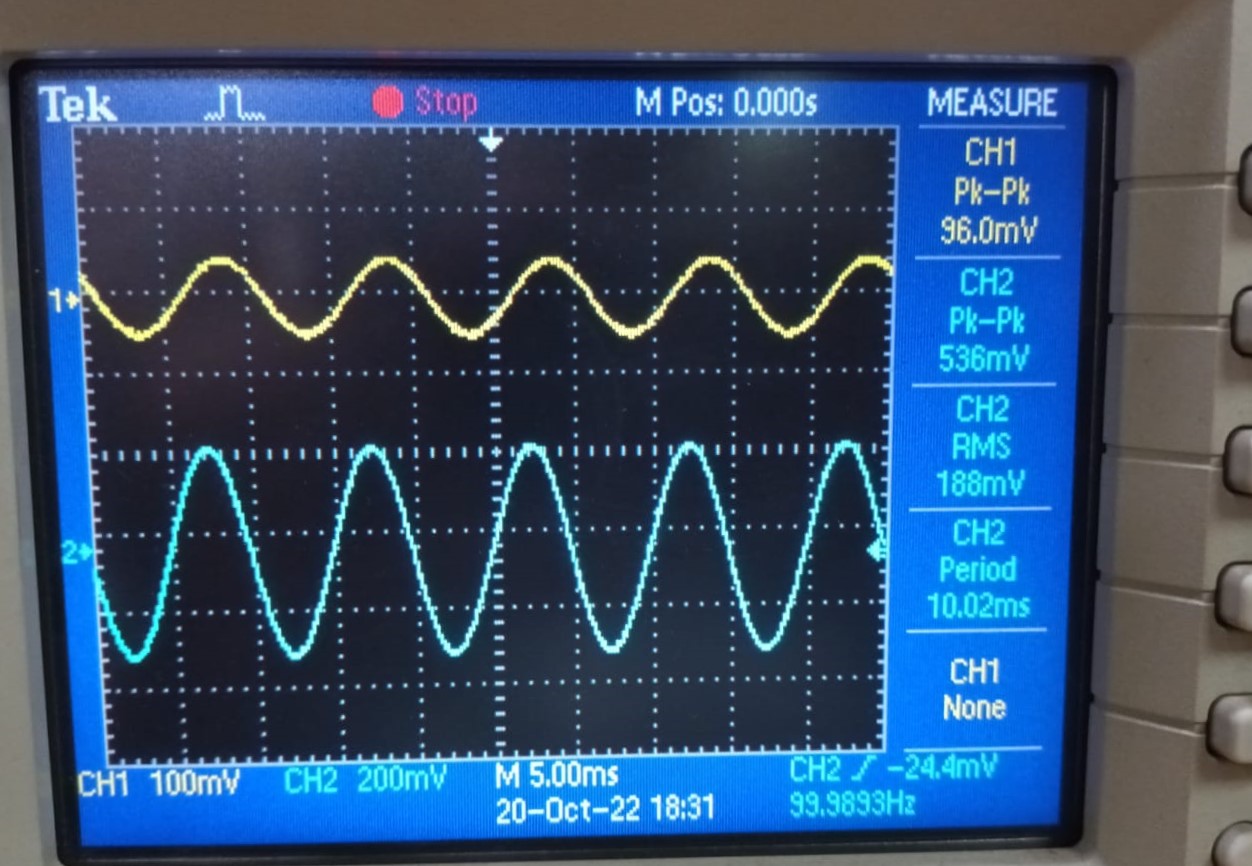 Tek Stop M Pos: 0.000s MEASURE
CH1
Pk-Pk
96.0mV
CH2
Pk-Pk
536mV
CH2
RMS
188mV
CH2
Period
10.02ms
CH1
None
1
2
CH1 100mV CH2 200mV M 5.00ms CH2 -24.4mV
20-Oct-22 18:31 99.9893Hz